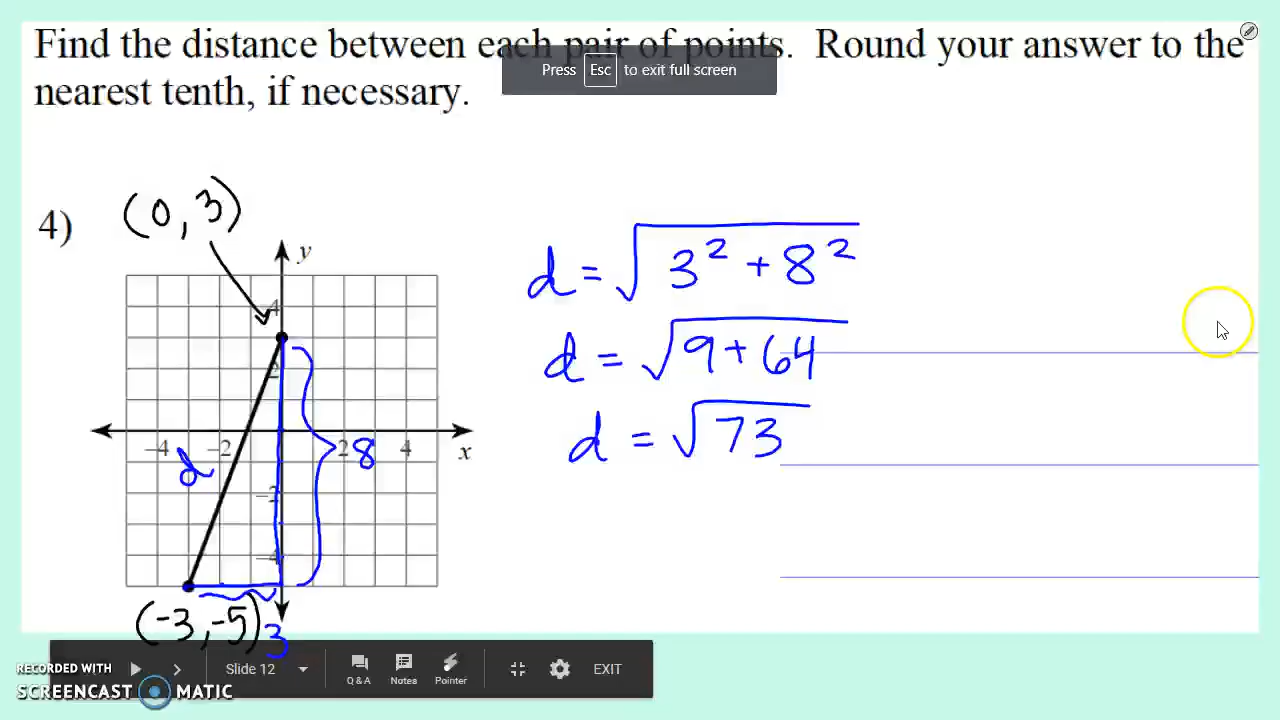 Find the distance between each pair of points. Round your answer to the
nearest tenth, if necessary.
Press Esc to exit full screen
4)
(0, 3)
y
4
2
-4 -2 2 4 x
-2
-4
d
8
(-3, -5)
3
d = √3² + 8²
d = √9 + 64
d = √73
RECORDED WITH
SCREENCAST MATIC
Slide 12
Q & A
Notes
Pointer
EXIT